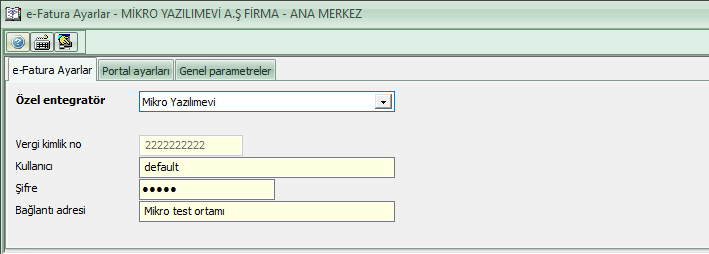 e-Fatura Ayarlar - MİKRO YAZILIMEVİ A.Ş FİRMA - ANA MERKEZ
e-Fatura Ayarlar Portal ayarları Genel parametreler
Özel entegratör Mikro Yazılımevi
Vergi kimlik no 2222222222
Kullanıcı default
Şifre •••••
Bağlantı adresi Mikro test ortamı